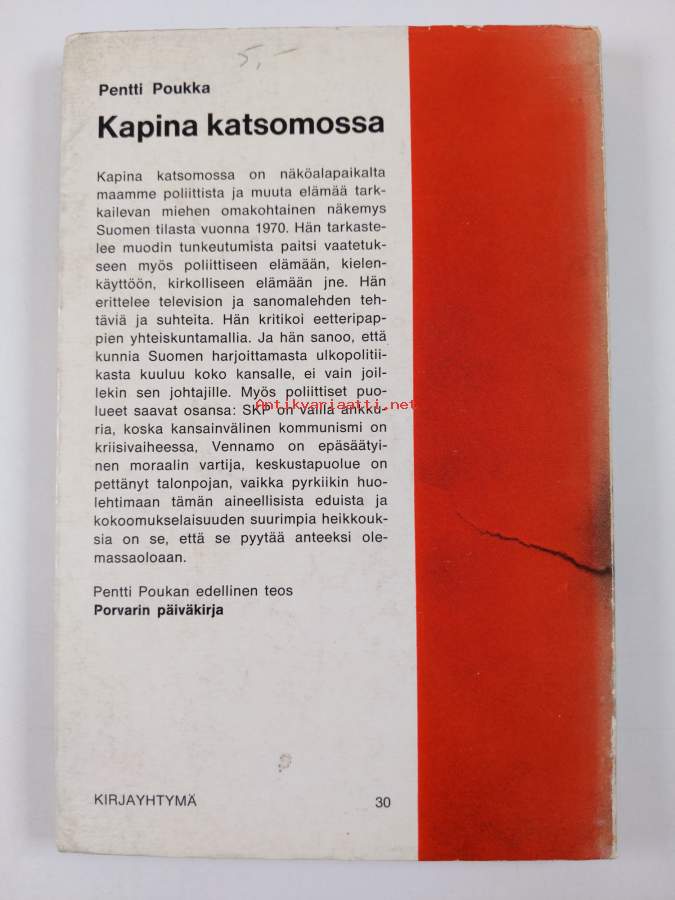 5,–
Pentti Poukka
Kapina katsomossa
Kapina katsomossa on näköalapaikalta
maamme poliittista ja muuta elämää tark-
kailevan miehen omakohtainen näkemys
Suomen tilasta vuonna 1970. Hän tarkaste-
lee muodin tunkeutumista paitsi vaatetuk-
seen myös poliittiseen elämään, kielen-
käyttöön, kirkolliseen elämään jne. Hän
erittelee television ja sanomalehden teh-
täviä ja suhteita. Hän kritikoi eetteripap-
pien yhteiskuntamallia. Ja hän sanoo, että
kunnia Suomen harjoittamasta ulkopolitii-
kasta kuuluu koko kansalle, ei vain joil-
lekin sen johtajille. Myös poliittiset puo-
lueet saavat osansa: SKP on vailla ankku-
Antikvariaatti.net
ria, koska kansainvälinen kommunismi on
kriisivaiheessa, Vennamo on epäsäätyi-
nen moraalin vartija, keskustapuolue on
pettänyt talonpojan, vaikka pyrkiikin huo-
lehtimaan tämän aineellisista eduista ja
kokoomukselaisuuden suurimpia heikkouk-
sia on se, että se pyytää anteeksi ole-
massaoloaan.
Pentti Poukan edellinen teos
Porvarin päiväkirja
KIRJAYHTYMÄ 30